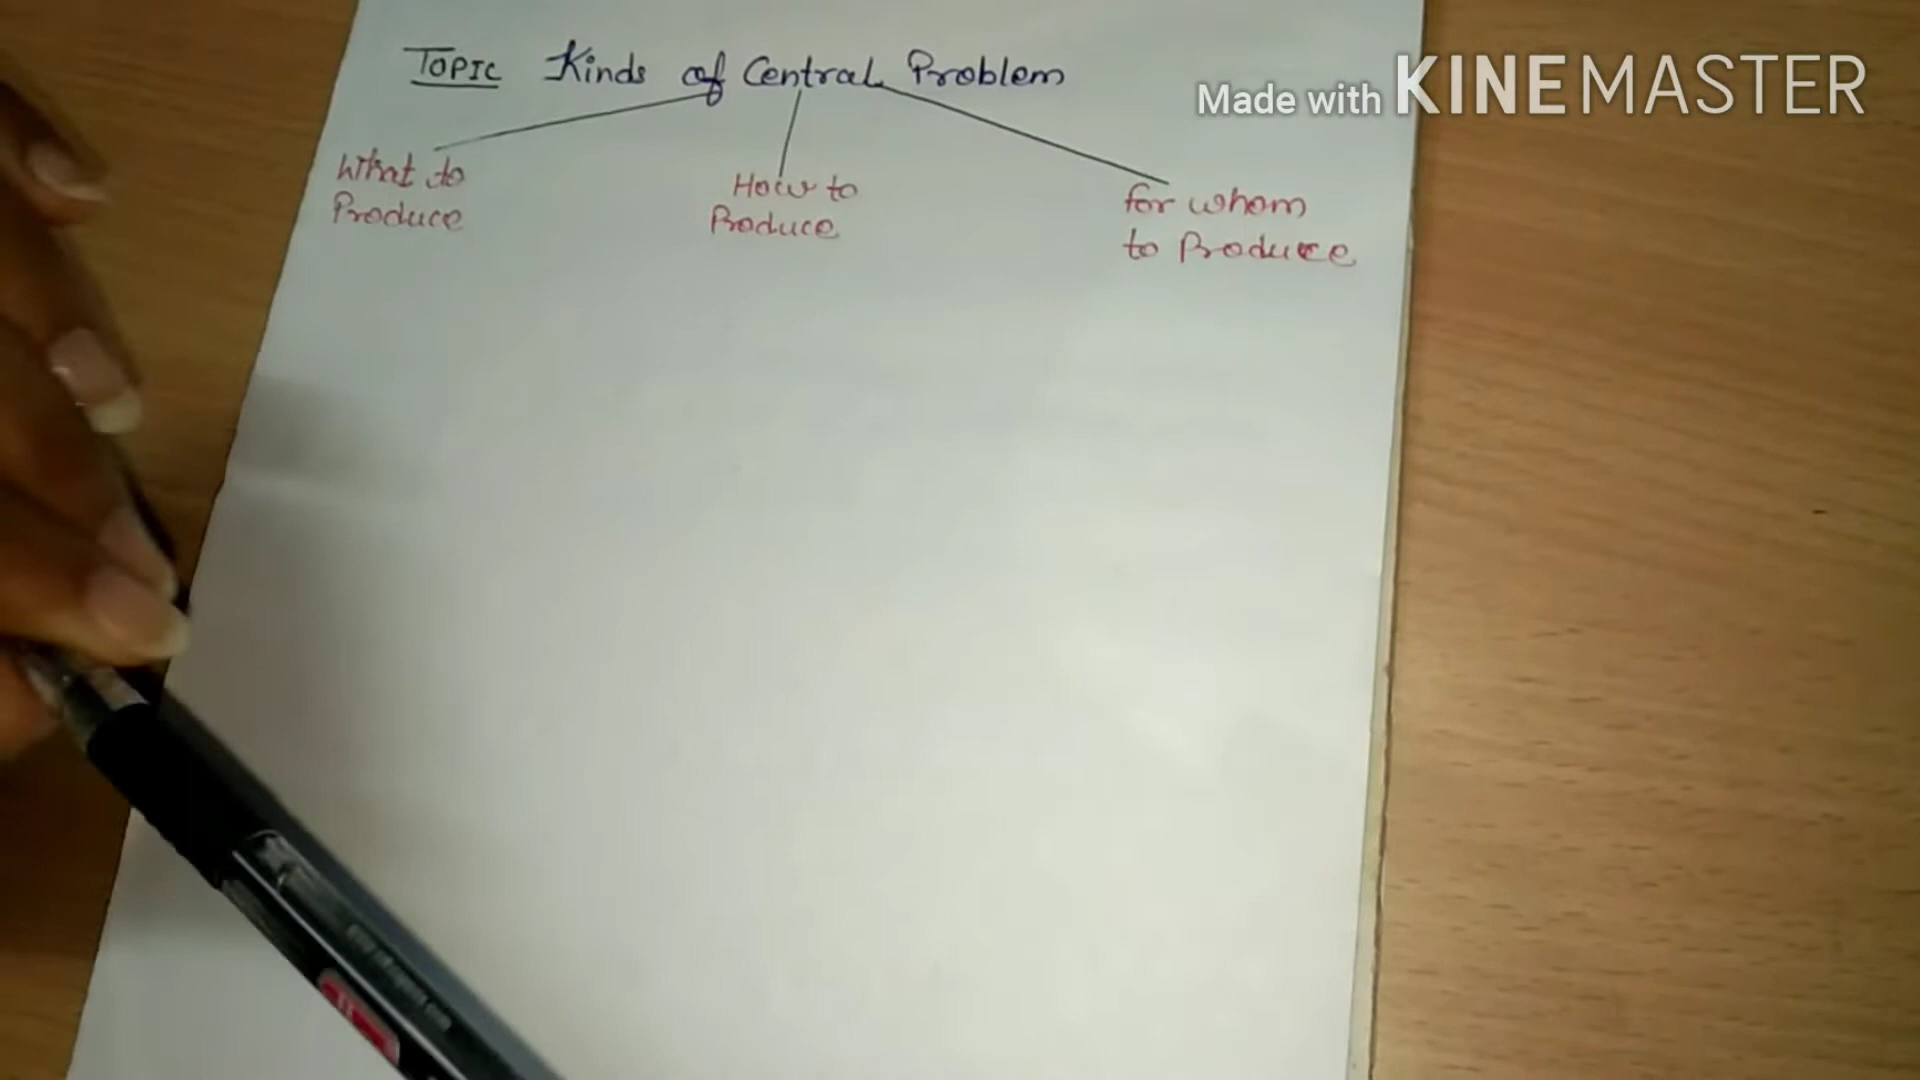 TOPIC Kinds of Central Problem
Made with KINEMASTER
What to
Produce
How to
Produce
for whom
to Produce